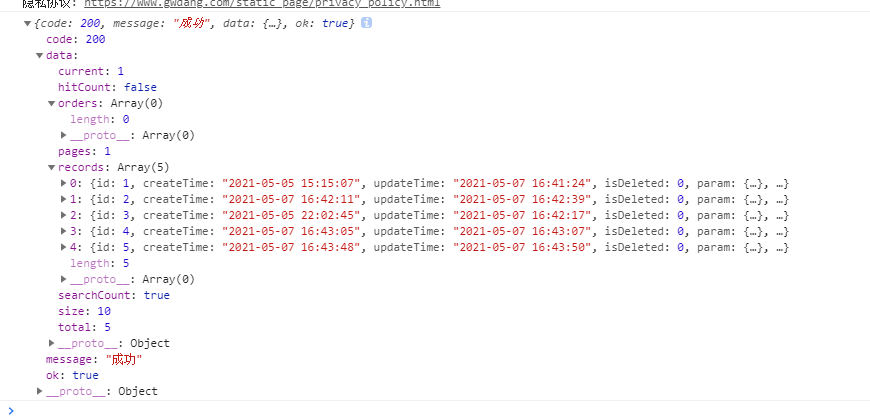 隐私协议: https://www.gwdang.com/static_page/privacy_policy.html
{code: 200, message: "成功", data: {…}, ok: true}
code: 200
data:
current: 1
hitCount: false
orders: Array(0)
length: 0
__proto__: Array(0)
pages: 1
records: Array(5)
0: {id: 1, createTime: "2021-05-05 15:15:07", updateTime: "2021-05-07 16:41:24", isDeleted: 0, param: {…}, …}
1: {id: 2, createTime: "2021-05-07 16:42:11", updateTime: "2021-05-07 16:42:39", isDeleted: 0, param: {…}, …}
2: {id: 3, createTime: "2021-05-05 22:02:45", updateTime: "2021-05-07 16:42:17", isDeleted: 0, param: {…}, …}
3: {id: 4, createTime: "2021-05-07 16:43:05", updateTime: "2021-05-07 16:43:07", isDeleted: 0, param: {…}, …}
4: {id: 5, createTime: "2021-05-07 16:43:48", updateTime: "2021-05-07 16:43:50", isDeleted: 0, param: {…}, …}
length: 5
__proto__: Array(0)
searchCount: true
size: 10
total: 5
__proto__: Object
message: "成功"
ok: true
__proto__: Object